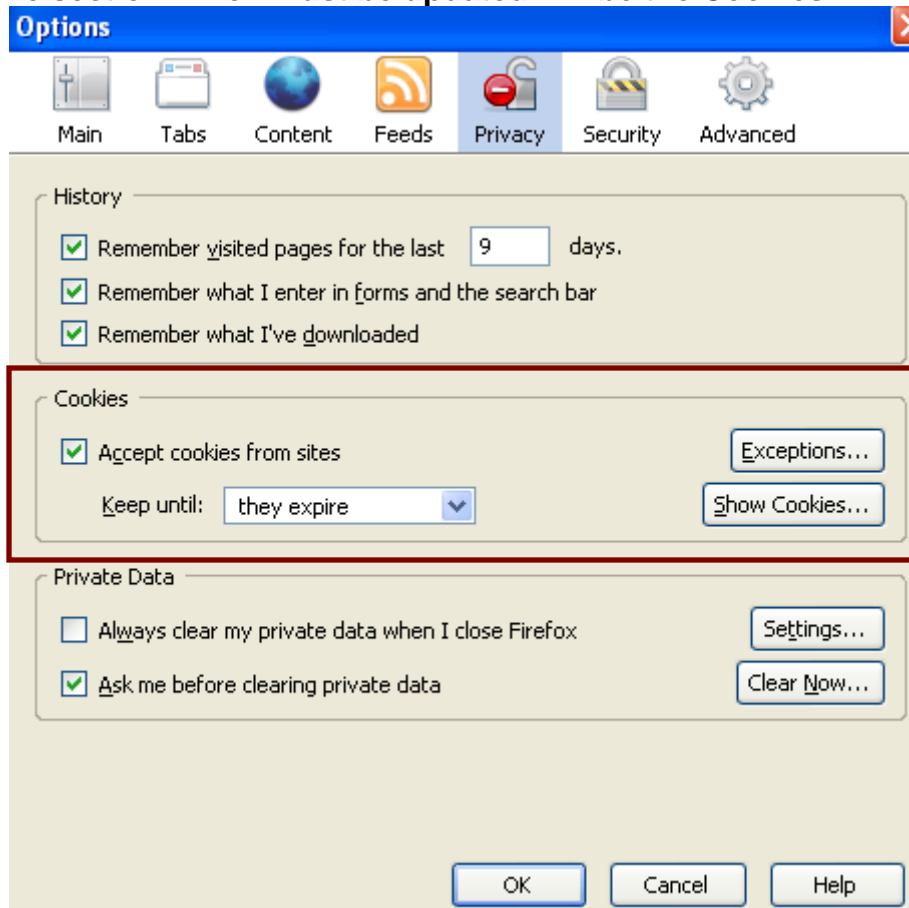 Options
Main Tabs Content Feeds Privacy Security Advanced
History
Remember visited pages for the last 9 days.
Remember what I enter in forms and the search bar
Remember what I've downloaded
Cookies
Accept cookies from sites Exceptions...
Keep until: they expire Show Cookies...
Private Data
Always clear my private data when I close Firefox Settings...
Ask me before clearing private data Clear Now...
OK Cancel Help